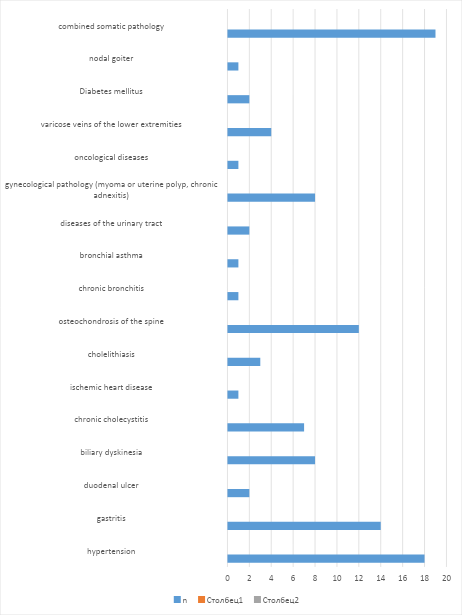 combined somatic pathology
nodal goiter
Diabetes mellitus
varicose veins of the lower extremities
oncological diseases
gynecological pathology (myoma or uterine polyp, chronic
adnexitis)
diseases of the urinary tract
bronchial asthma
chronic bronchitis
osteochondrosis of the spine
cholelithiasis
ischemic heart disease
chronic cholecystitis
biliary dyskinesia
duodenal ulcer
gastritis
hypertension
0 2 4 6 8 10 12 14 16 18 20
n Столбец1 Столбец2